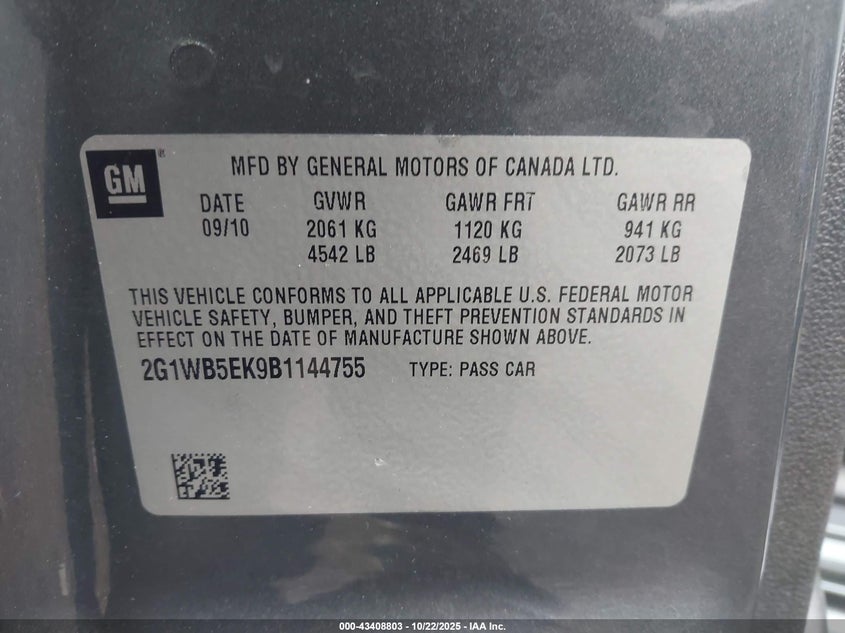 GM®
MFD BY GENERAL MOTORS OF CANADA LTD.
DATE GVWR GAWR FRT GAWR RR
09/10 2061 KG 1120 KG 941 KG
4542 LB 2469 LB 2073 LB
THIS VEHICLE CONFORMS TO ALL APPLICABLE U.S. FEDERAL MOTOR
VEHICLE SAFETY, BUMPER, AND THEFT PREVENTION STANDARDS IN
EFFECT ON THE DATE OF MANUFACTURE SHOWN ABOVE.
2G1WB5EK9B1144755 TYPE: PASS CAR
000-43408803 - 10/22/2025 - IAA Inc.